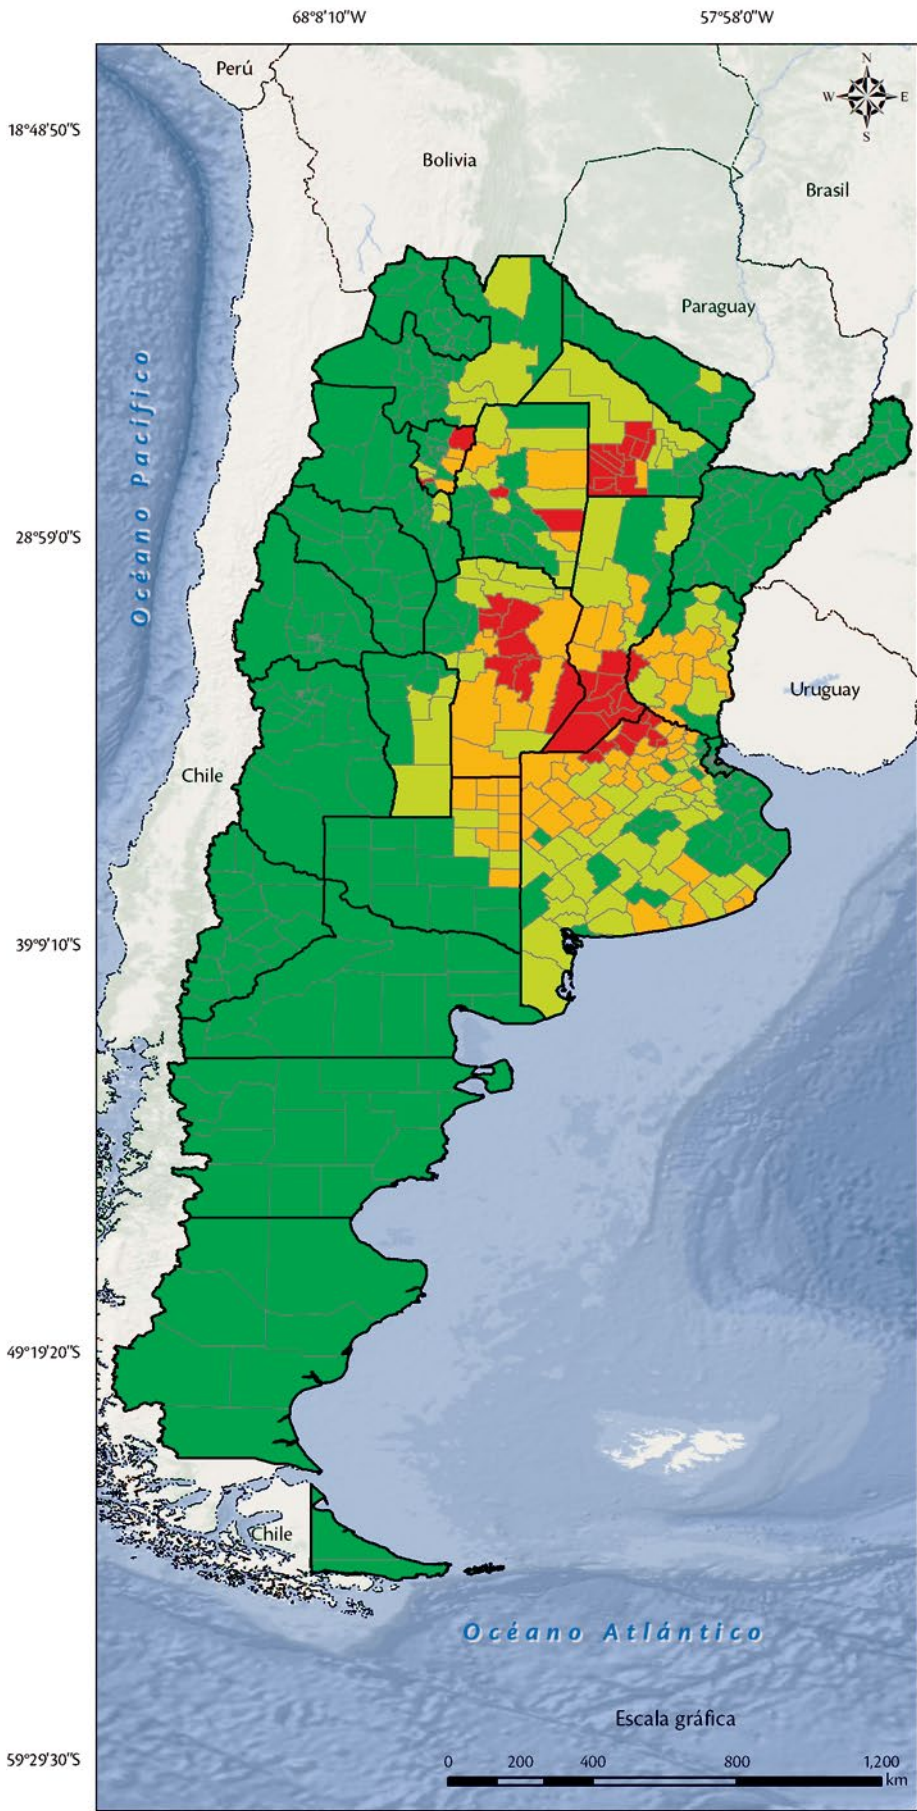 68°8'10"W 57°58'0"W
Perú
N
W E
S
18°48'50"S
Bolivia
Brasil
Paraguay
Océano Pacífico
28°59'0"S
Uruguay
Chile
39°9'10"S
49°19'20"S
Chile
Océano Atlántico
Escala gráfica
59°29'30"S
0 200 400 800 1,200
km